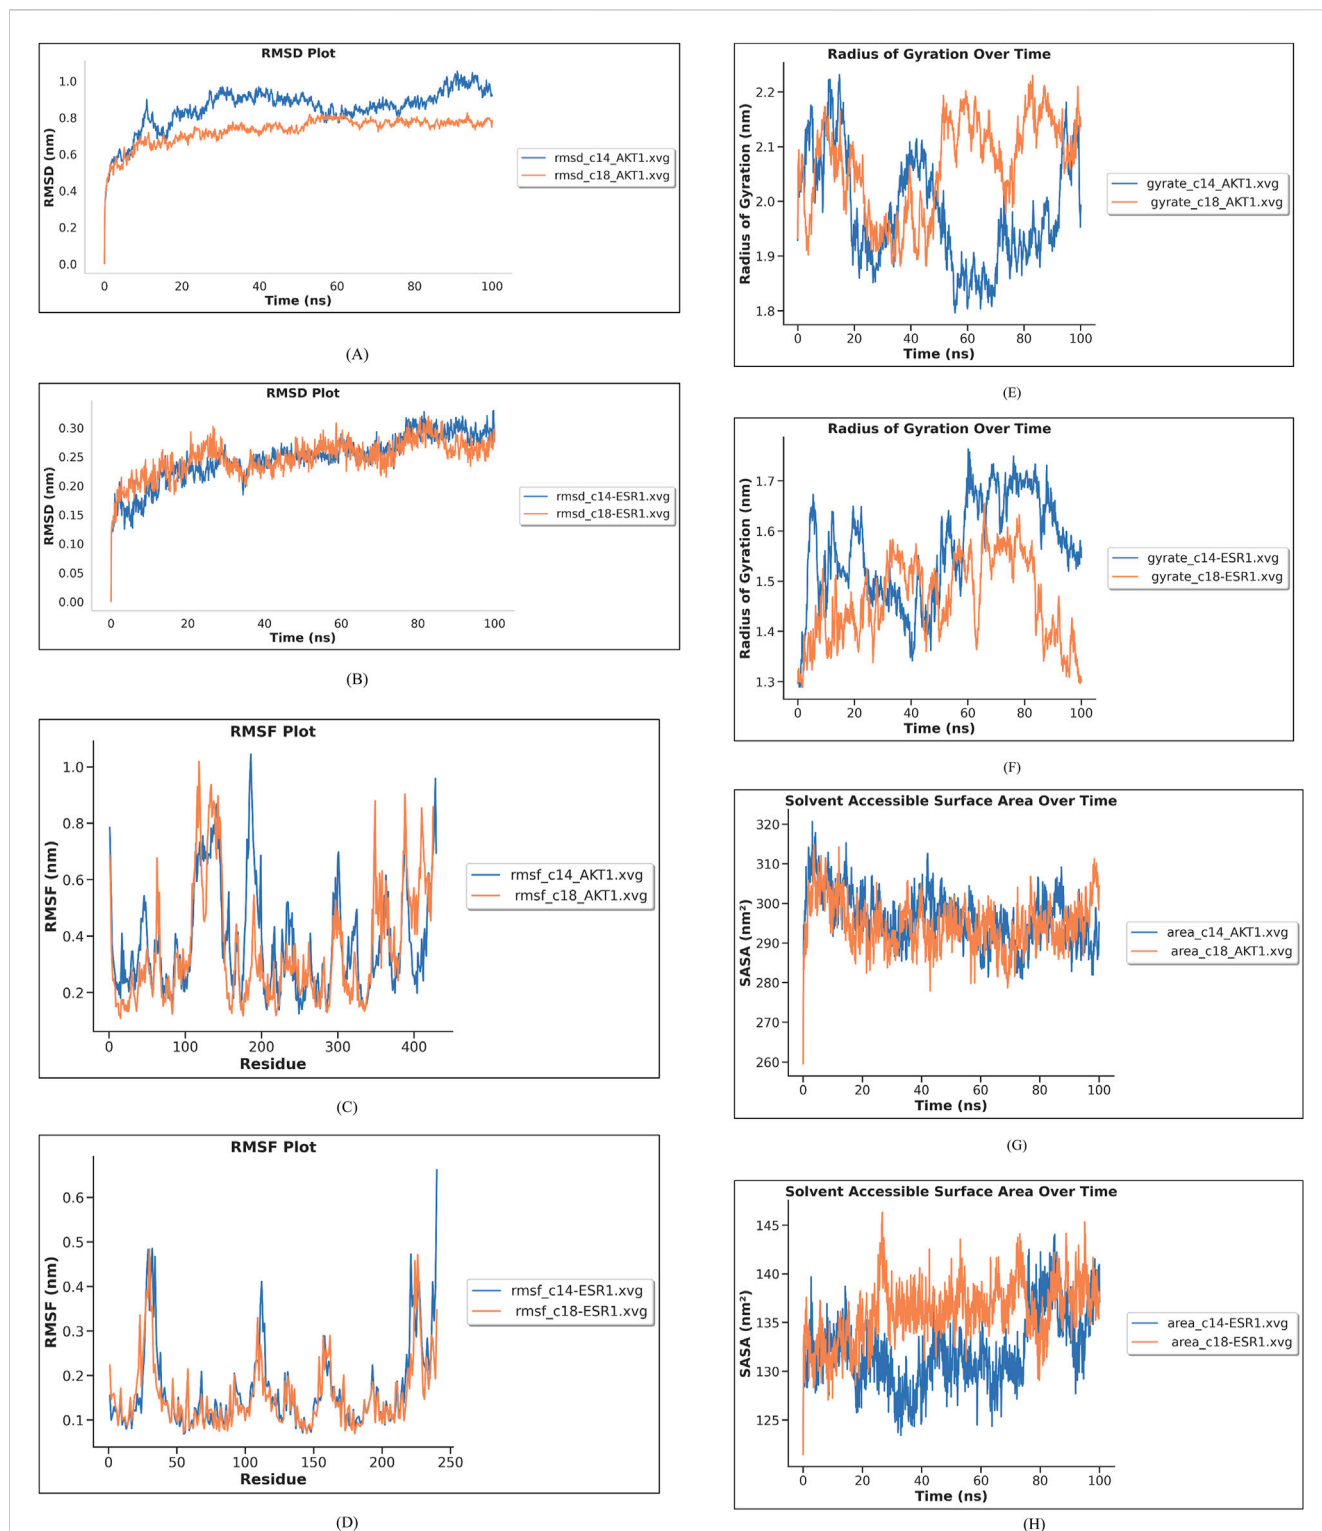 RMSD Plot
1.0
0.8
0.6
0.4
0.2
0.0
RMSD (nm)
0 20 40 60 80 100
Time (ns)
rmsd_c14_AKT1.xvg
rmsd_c18_AKT1.xvg
(A)
RMSD Plot
0.30
0.25
0.20
0.15
0.10
0.05
0.00
RMSD (nm)
0 20 40 60 80 100
Time (ns)
rmsd_c14-ESR1.xvg
rmsd_c18-ESR1.xvg
(B)
RMSF Plot
1.0
0.8
0.6
0.4
0.2
RMSF (nm)
0 100 200 300 400
Residue
rmsf_c14_AKT1.xvg
rmsf_c18_AKT1.xvg
(C)
RMSF Plot
0.6
0.5
0.4
0.3
0.2
0.1
RMSF (nm)
0 50 100 150 200 250
Residue
rmsf_c14-ESR1.xvg
rmsf_c18-ESR1.xvg
(D)
Radius of Gyration Over Time
2.2
2.1
2.0
1.9
1.8
Radius of Gyration (nm)
0 20 40 60 80 100
Time (ns)
gyrate_c14_AKT1.xvg
gyrate_c18_AKT1.xvg
(E)
Radius of Gyration Over Time
1.7
1.6
1.5
1.4
1.3
Radius of Gyration (nm)
0 20 40 60 80 100
Time (ns)
gyrate_c14-ESR1.xvg
gyrate_c18-ESR1.xvg
(F)
Solvent Accessible Surface Area Over Time
320
310
300
290
280
270
260
SASA (nm²)
0 20 40 60 80 100
Time (ns)
area_c14_AKT1.xvg
area_c18_AKT1.xvg
(G)
Solvent Accessible Surface Area Over Time
145
140
135
130
125
SASA (nm²)
0 20 40 60 80 100
Time (ns)
area_c14-ESR1.xvg
area_c18-ESR1.xvg
(H)